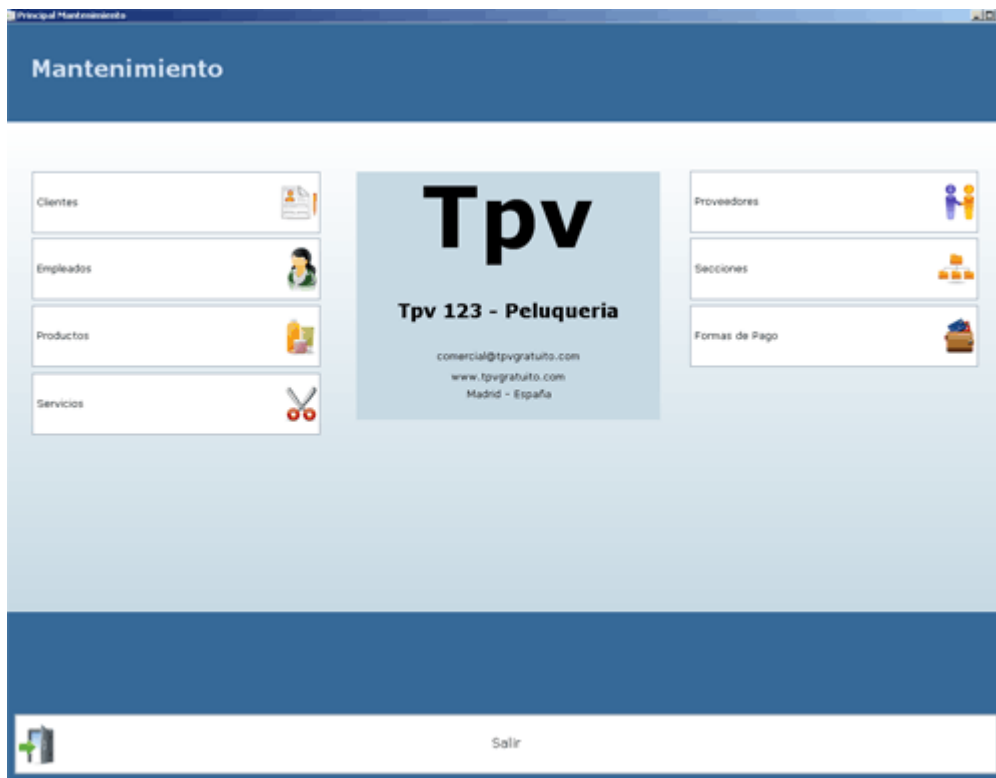 Principal Mantenimiento
Mantenimiento
Clientes
Empleados
Productos
Servicios
Tpv
Tpv 123 - Peluqueria
comercial@tpvgratuito.com
www.tpvgratuito.com
Madrid - España
Proveedores
Secciones
Formas de Pago
Salir